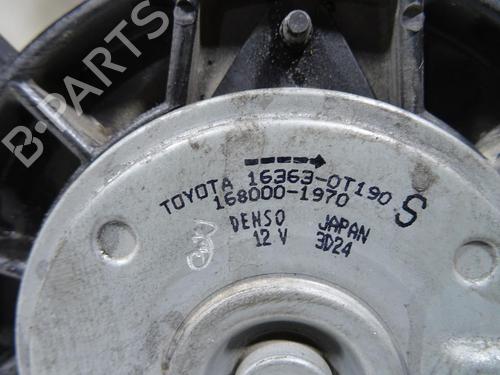 B-PARTS
TOYOTA 16363-0T190
168000-1970 S
DENSO JAPAN
12 V 3D24